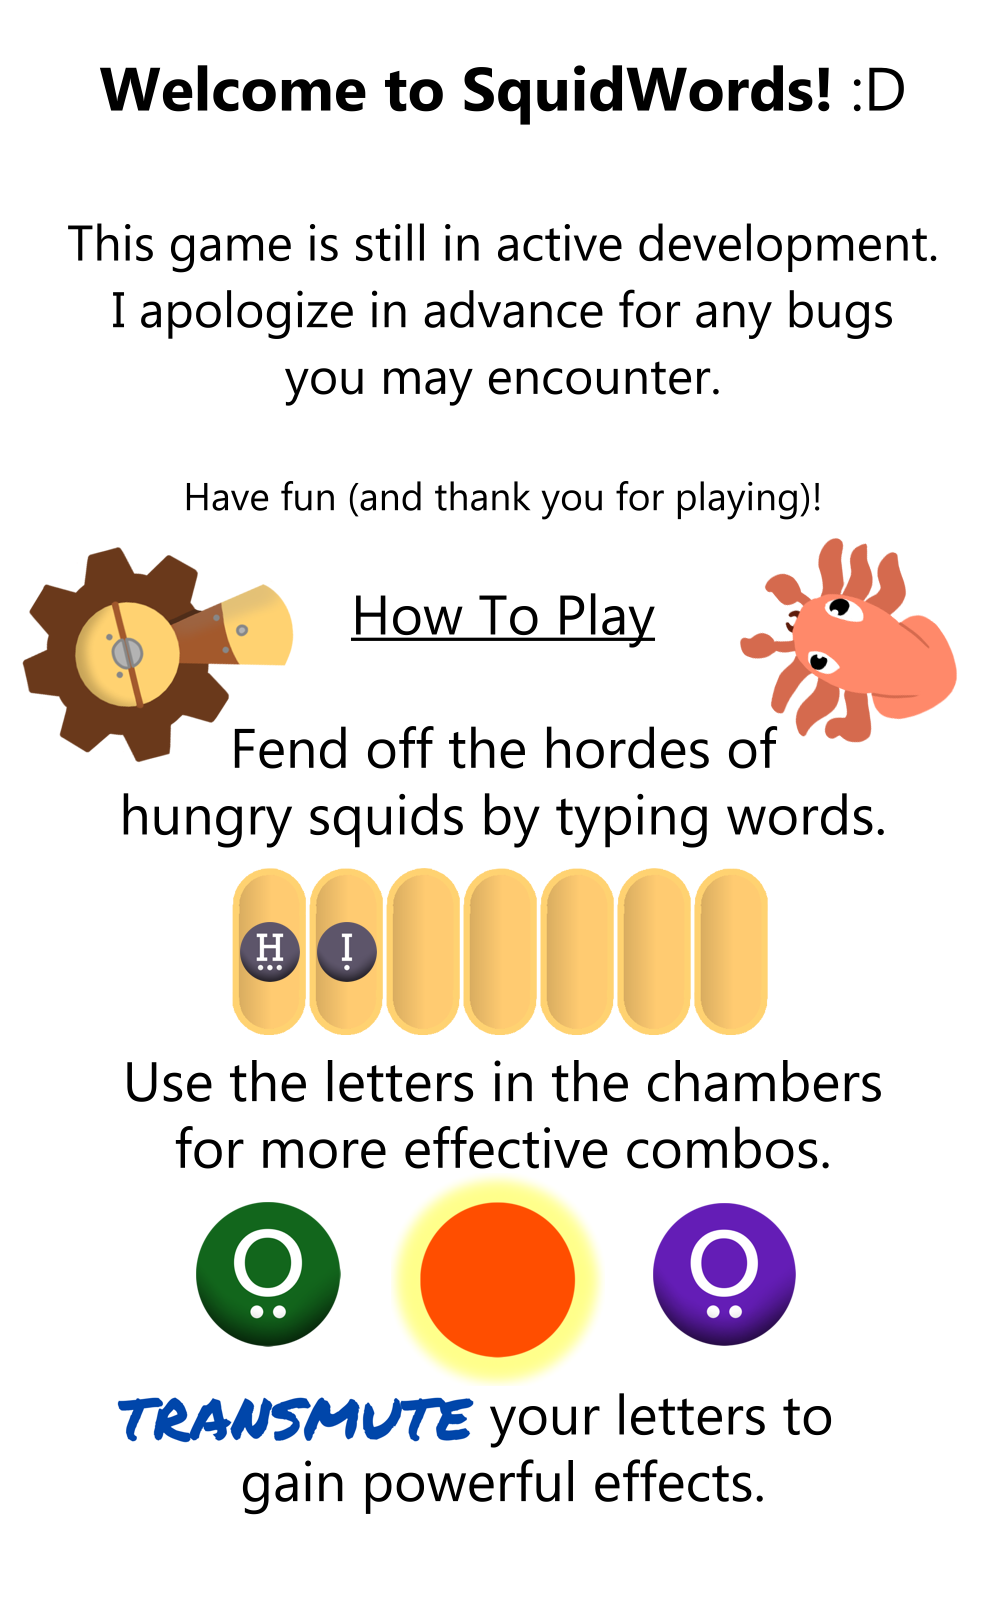 Welcome to SquidWords! :D
This game is still in active development.
I apologize in advance for any bugs
you may encounter.
Have fun (and thank you for playing)!
How To Play
Fend off the hordes of
hungry squids by typing words.
H I
Use the letters in the chambers
for more effective combos.
O O
TRANSMUTE your letters to
gain powerful effects.